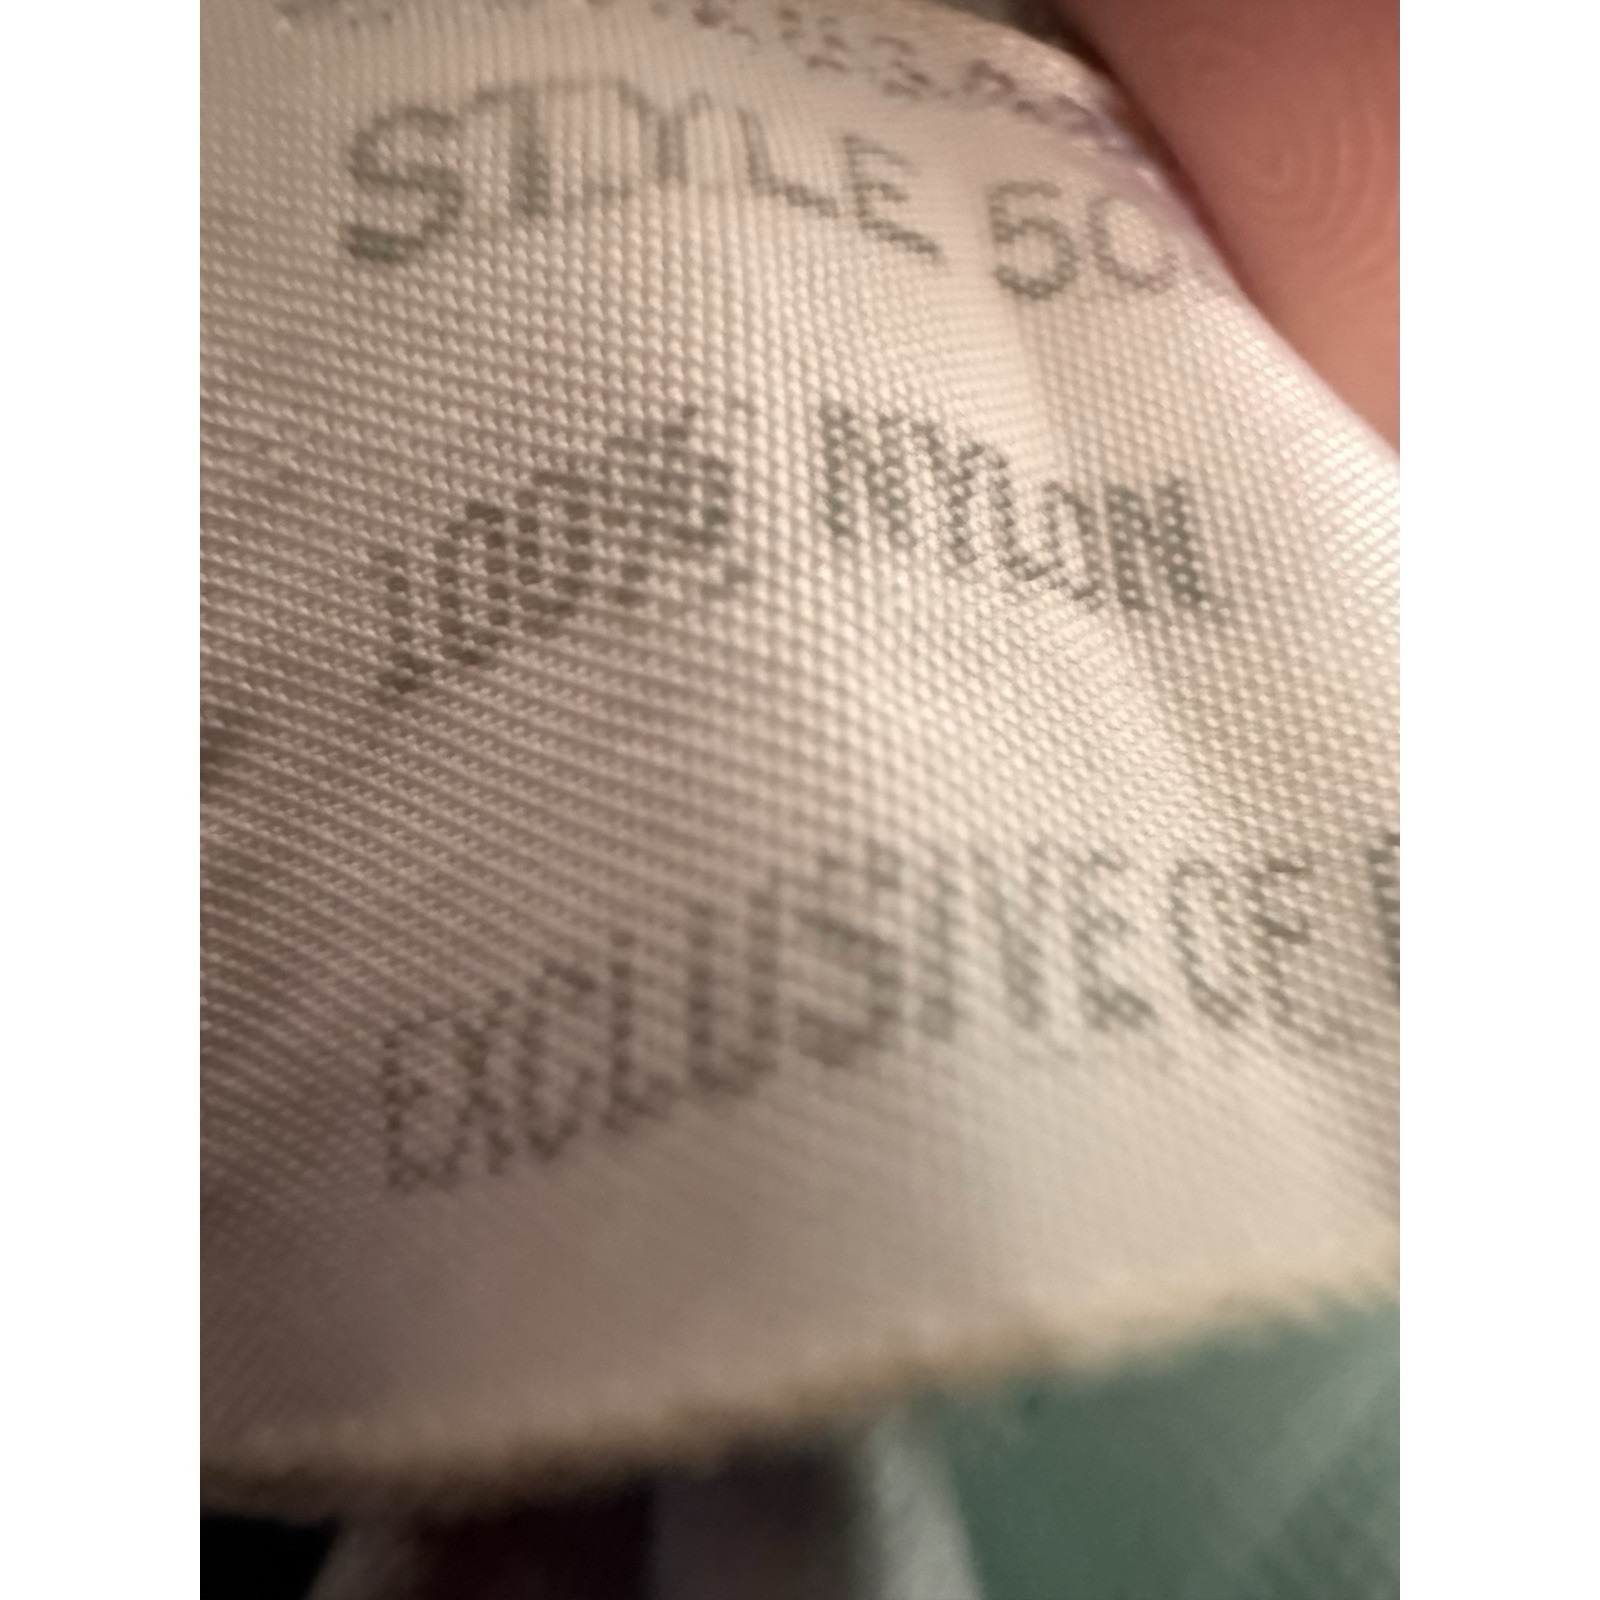 STYLE 50
100% NYLON
EXCLUSIVE OF